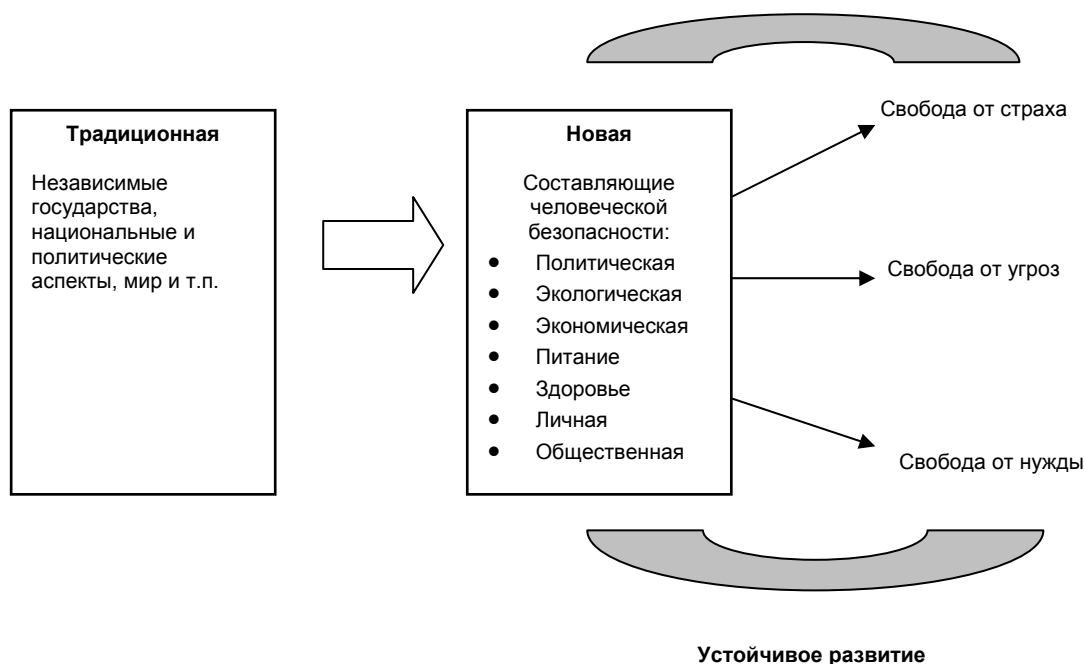 Традиционная
Независимые
государства,
национальные и
политические
аспекты, мир и т.п.
Новая
Составляющие
человеческой
безопасности:
• Политическая
• Экологическая
• Экономическая
• Питание
• Здоровье
• Личная
• Общественная
Свобода от страха
Свобода от угроз
Свобода от нужды
Устойчивое развитие